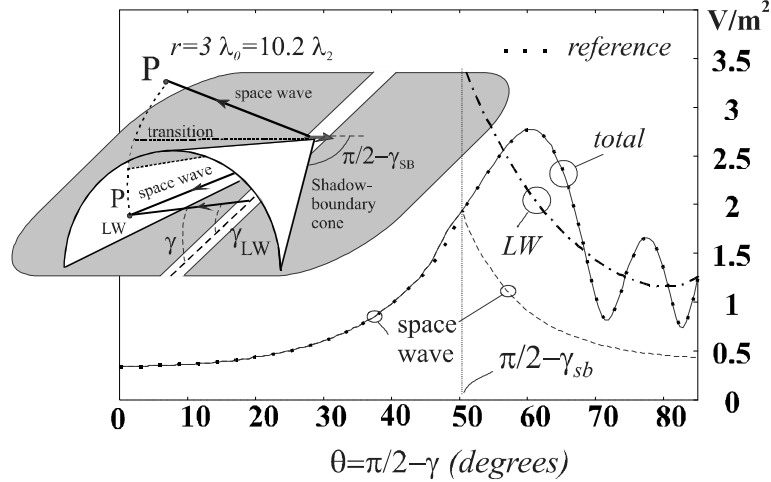 V/m²
r=3 λ₀=10.2 λ₂
reference
P
space wave
transition
π/2−γSB
Shadow-
boundary
cone
space wave
P
LW
γ
γLW
total
LW
space
wave
π/2−γsb
3.5
3
2.5
2
1.5
1
0.5
0
0 10 20 30 40 50 60 70 80
θ=π/2−γ (degrees)